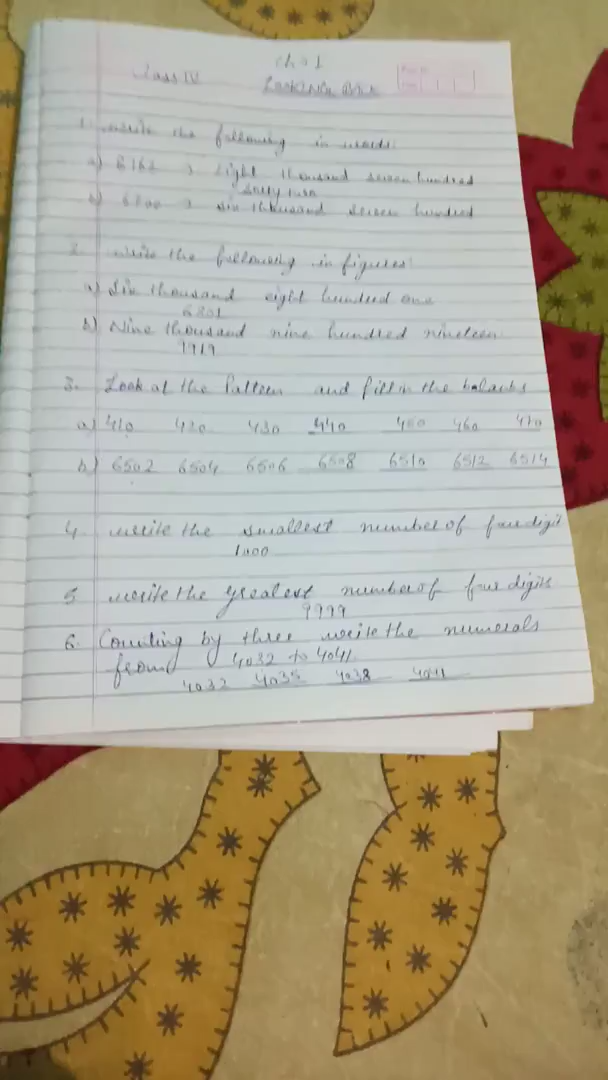 Ch 1
Class IV Looking Back
1. Write the following in words:
a) → Eight thousand seven hundred
sixty two
b) 6700 → six thousand seven hundred
2. Write the following in figures:
a) Six thousand eight hundred one
6801
b) Nine thousand nine hundred nineteen
9919
3. Look at the Pattern and fill in the
a) 410 420 430 440 450 460 470
b) 6502 6504 6506 6508 6510 6512 6514
4. write the smallest number of four digit
1000
5 write the greatest number of four digits
9999
6. Counting by three write the numerals
from 4032 to 4041
4032 4035 4038 4041